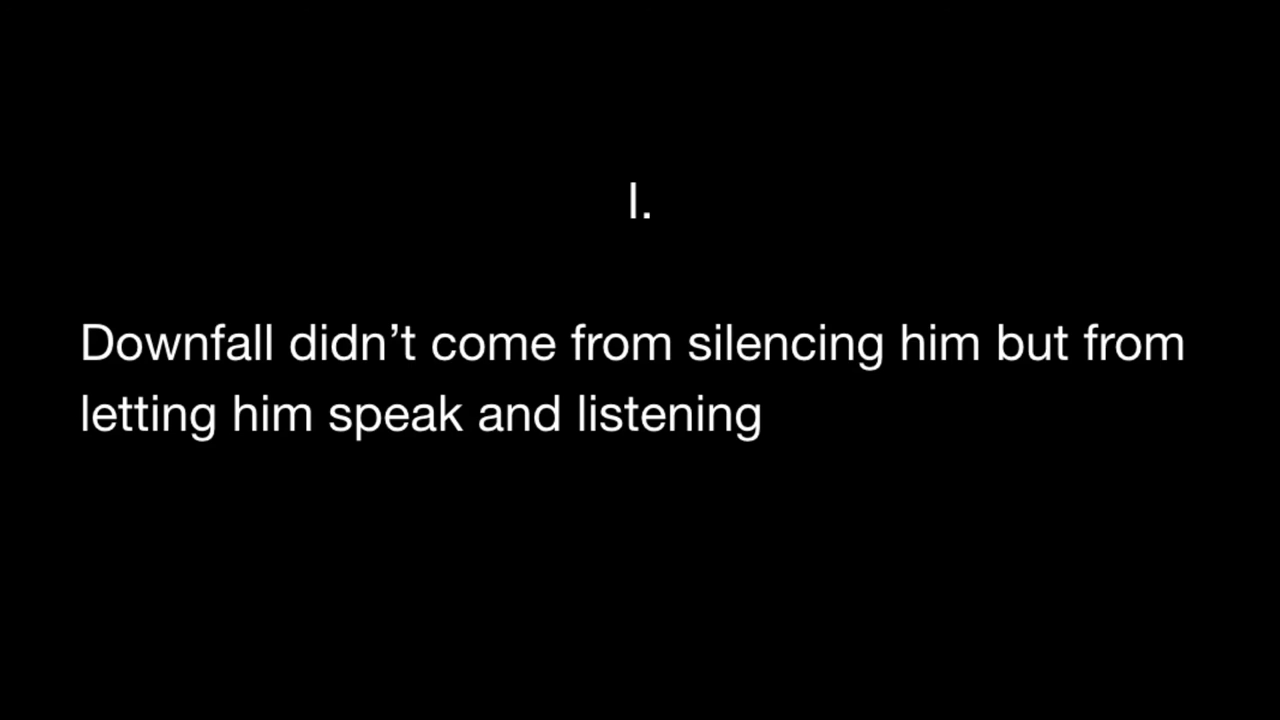 I.
Downfall didn’t come from silencing him but from
letting him speak and listening